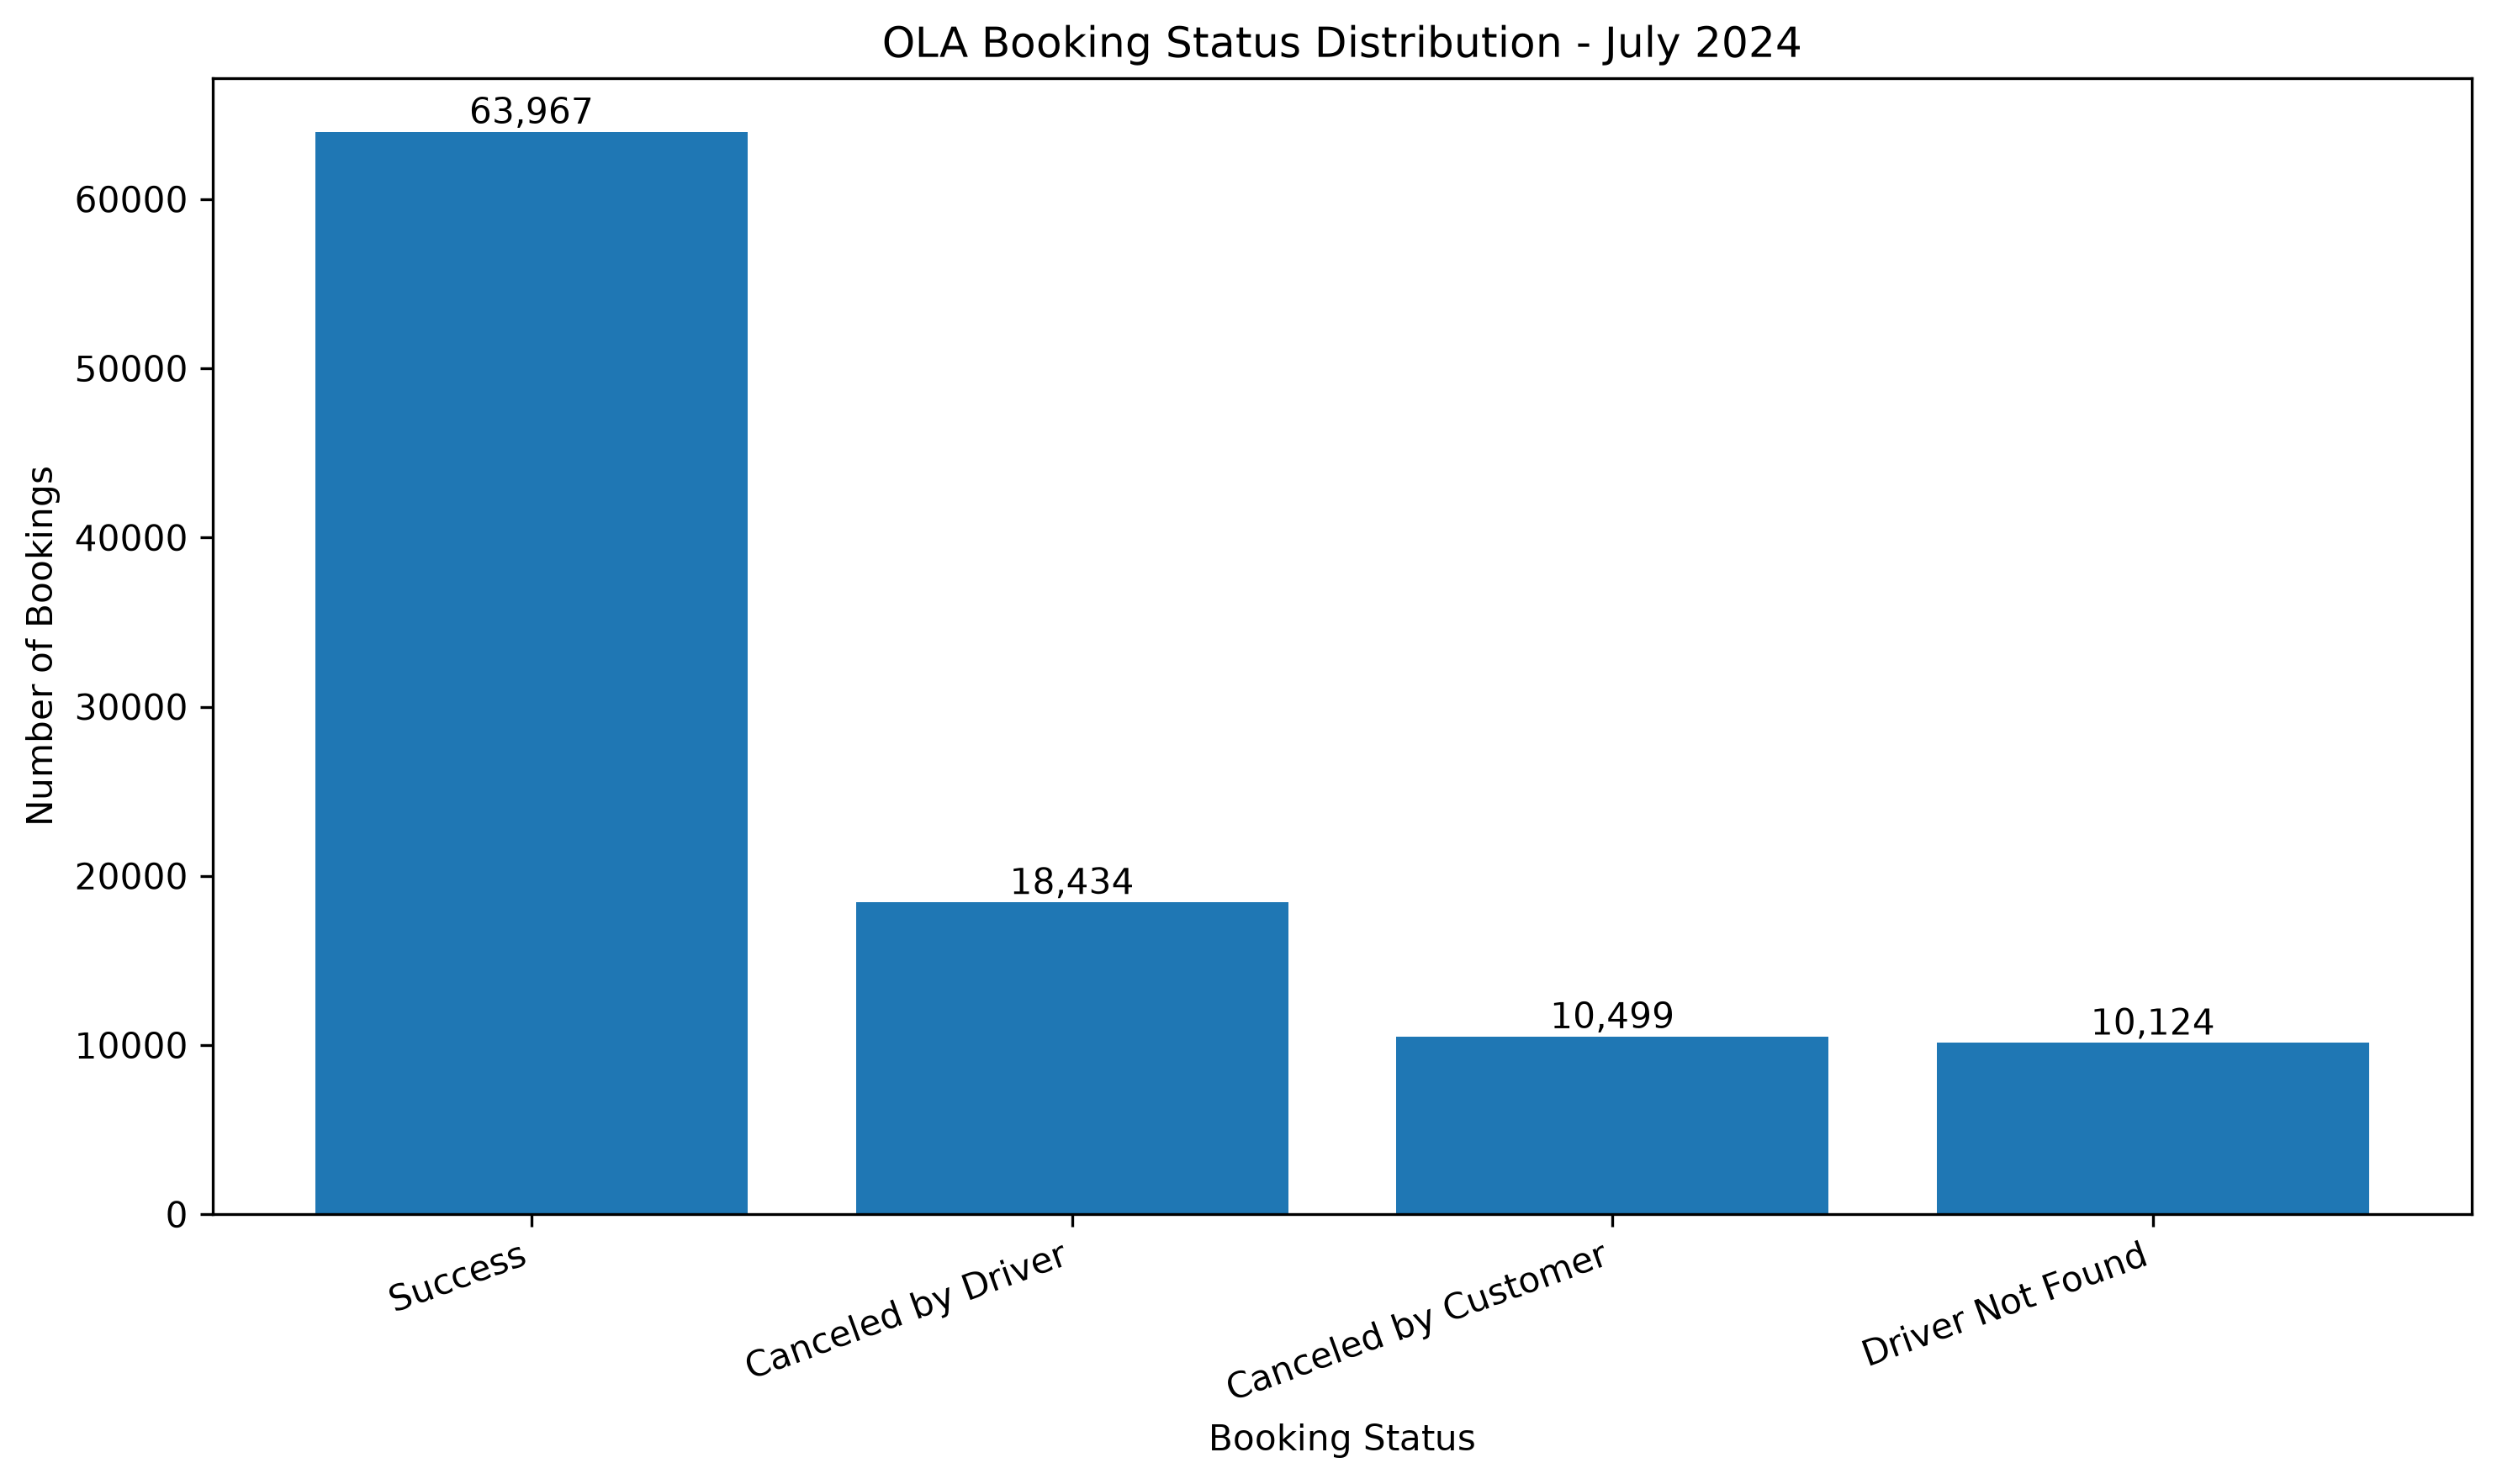 OLA Booking Status Distribution - July 2024
63,967
18,434
10,499
10,124
60000
50000
40000
30000
20000
10000
0
Number of Bookings
Success
Canceled by Driver
Canceled by Customer
Driver Not Found
Booking Status